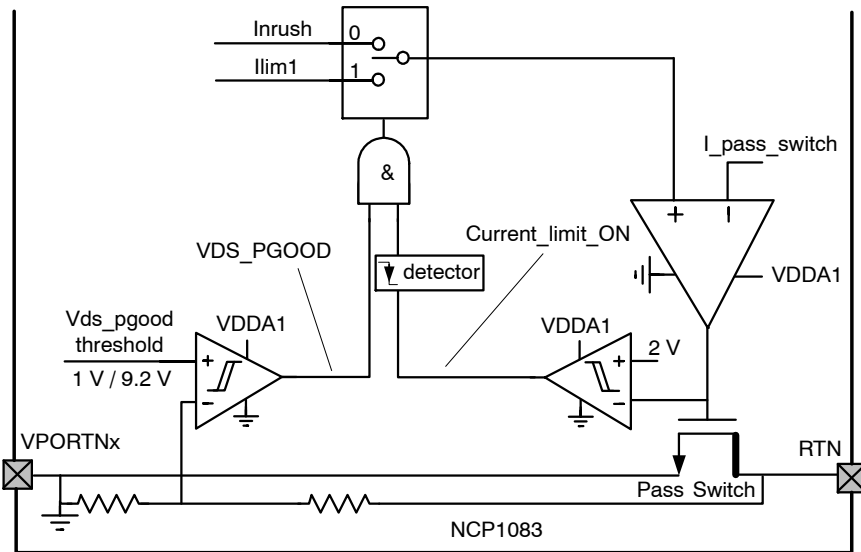 Inrush
0
Ilim1
1
I_pass_switch
&
+
−
Current_limit_ON
VDS_PGOOD
detector
VDDA1
Vds_pgood
threshold
VDDA1
VDDA1
+
2 V
+
1 V / 9.2 V
−
−
VPORTNx
RTN
Pass Switch
NCP1083